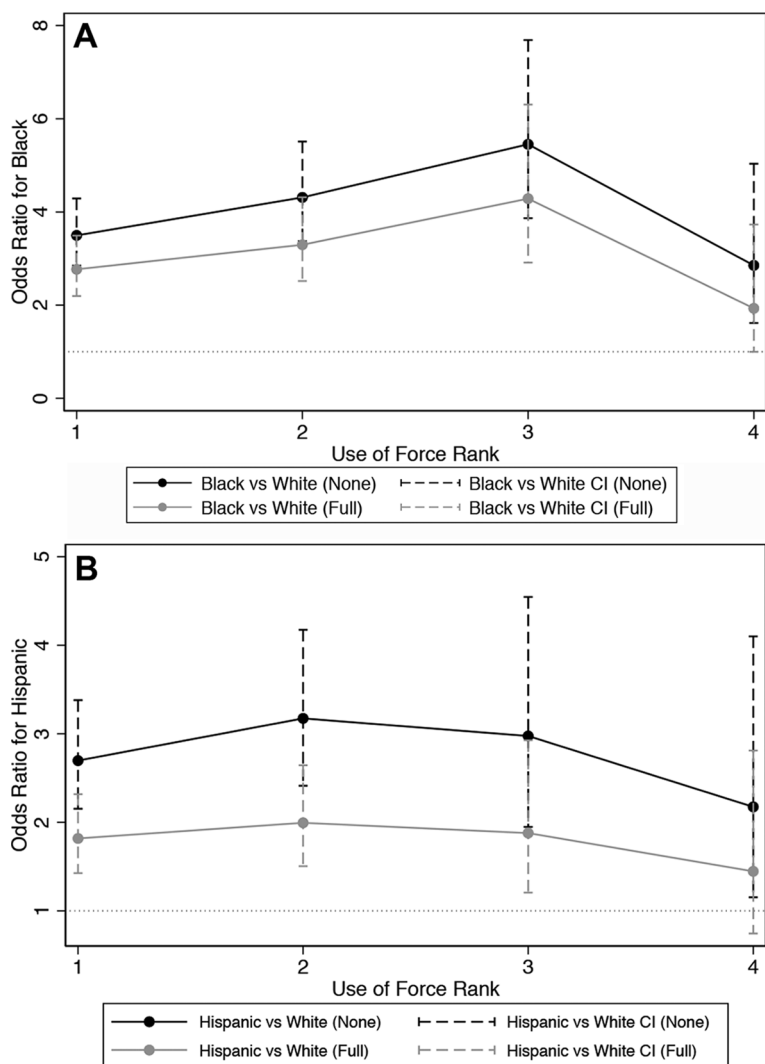 A
Odds Ratio for Black
8
6
4
2
0
1 2 3 4
Use of Force Rank
Black vs White (None) Black vs White CI (None)
Black vs White (Full) Black vs White CI (Full)
B
Odds Ratio for Hispanic
5
4
3
2
1
1 2 3 4
Use of Force Rank
Hispanic vs White (None) Hispanic vs White CI (None)
Hispanic vs White (Full) Hispanic vs White CI (Full)